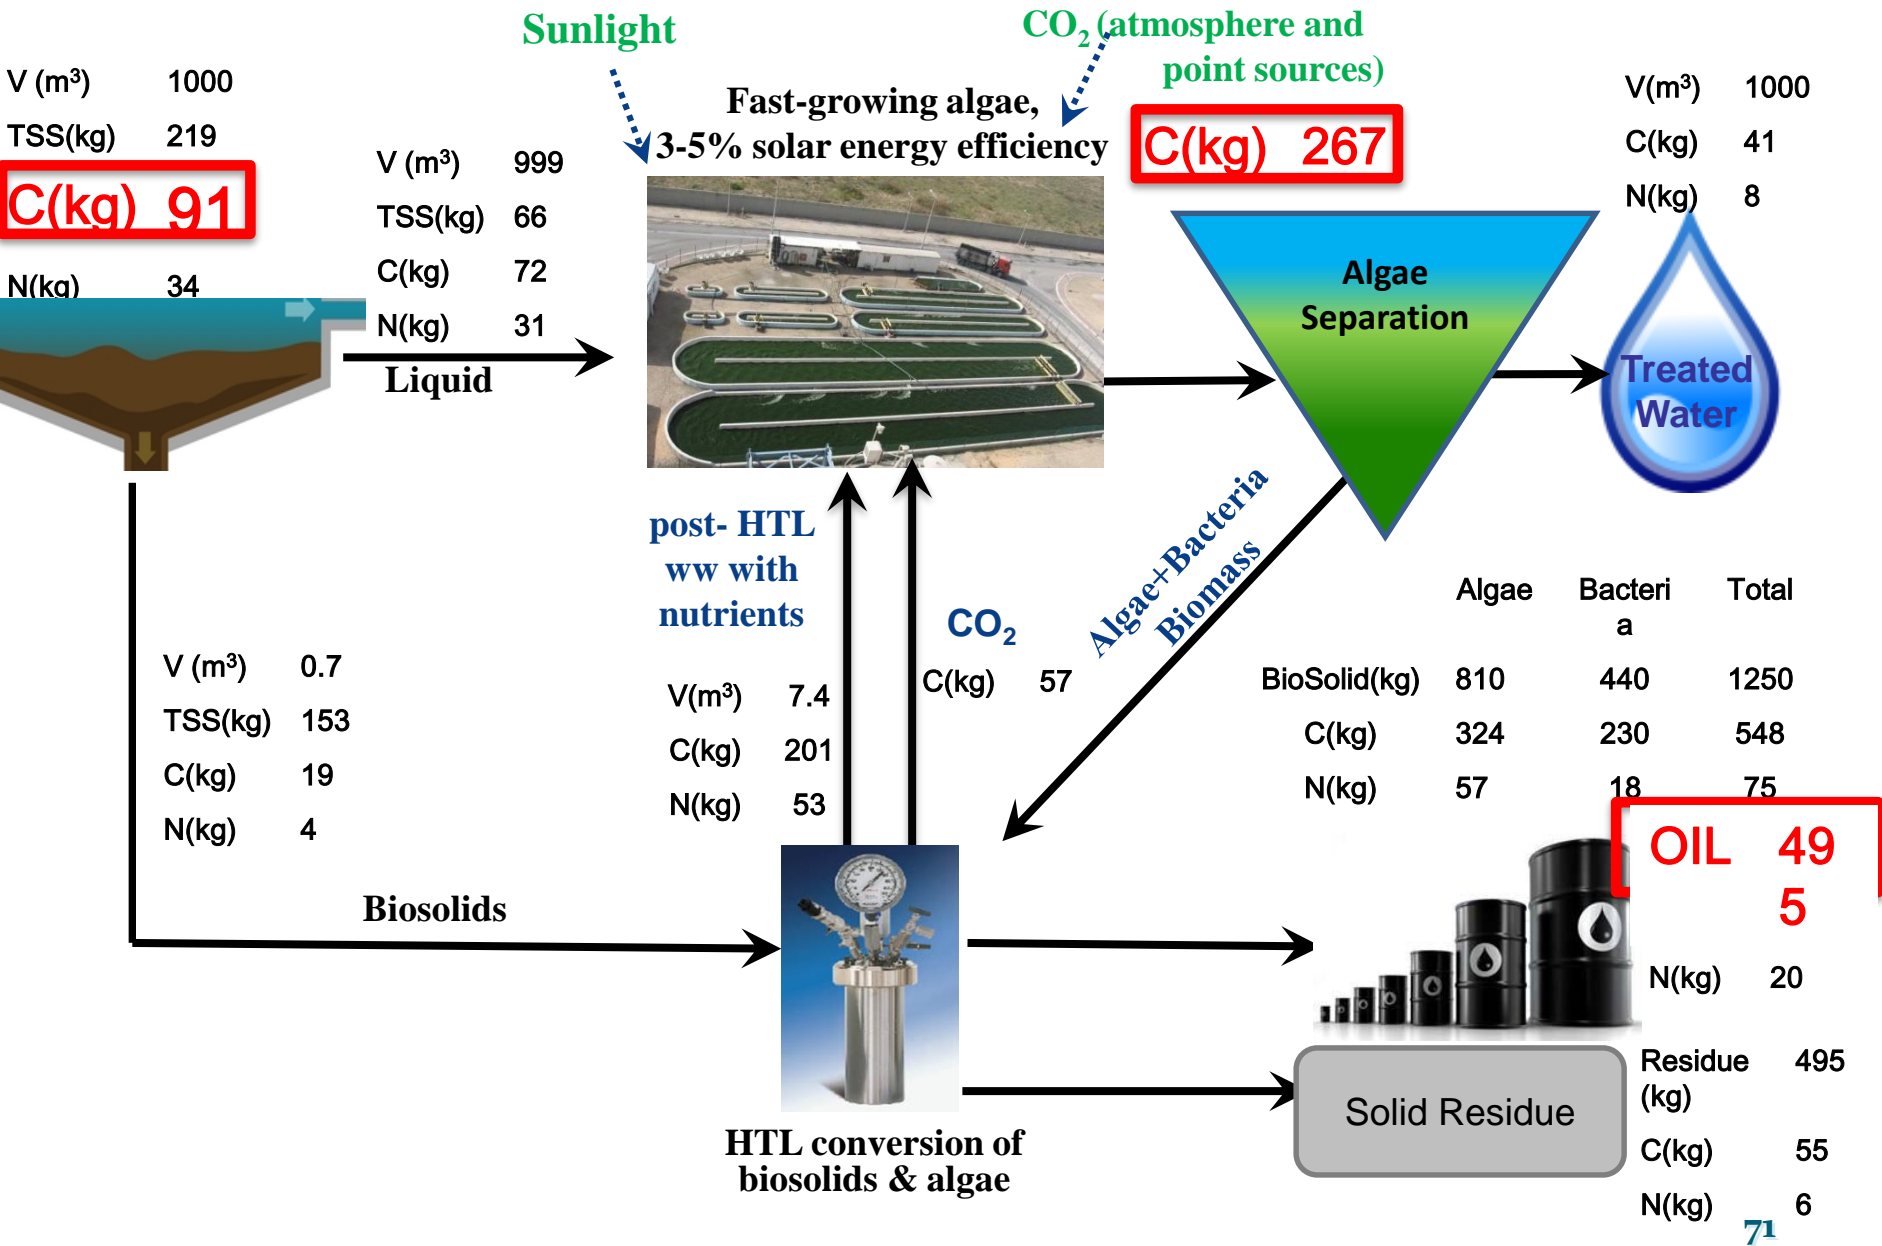 Sunlight
CO2 (atmosphere and
point sources)
Fast-growing algae,
3-5% solar energy efficiency
V (m³) 1000
TSS(kg) 219
C(kg) 91
N(kg) 34
V (m³) 999
TSS(kg) 66
C(kg) 72
N(kg) 31
Liquid
C(kg) 267
V(m³) 1000
C(kg) 41
N(kg) 8
Algae
Separation
Treated
Water
post- HTL
ww with
nutrients
V(m³) 7.4
C(kg) 201
N(kg) 53
CO2
C(kg) 57
Algae+Bacteria
Biomass
Algae Bacteri Total
a
BioSolid(kg) 810 440 1250
C(kg) 324 230 548
N(kg) 57 18 75
V (m³) 0.7
TSS(kg) 153
C(kg) 19
N(kg) 4
Biosolids
HTL conversion of
biosolids & algae
OIL 49
5
N(kg) 20
Solid Residue
Residue 495
(kg)
C(kg) 55
N(kg) 6
71